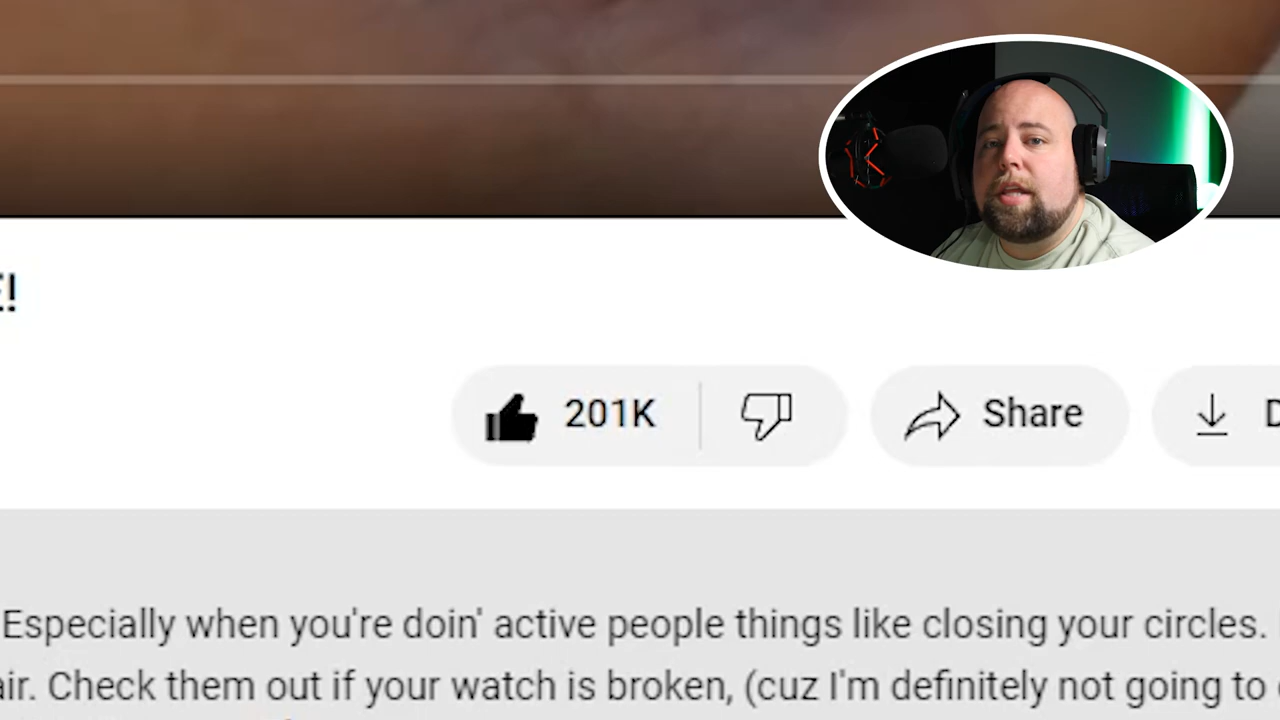 !
201K
Share
D
Especially when you're doin' active people things like closing your circles.
air. Check them out if your watch is broken, (cuz I'm definitely not going to